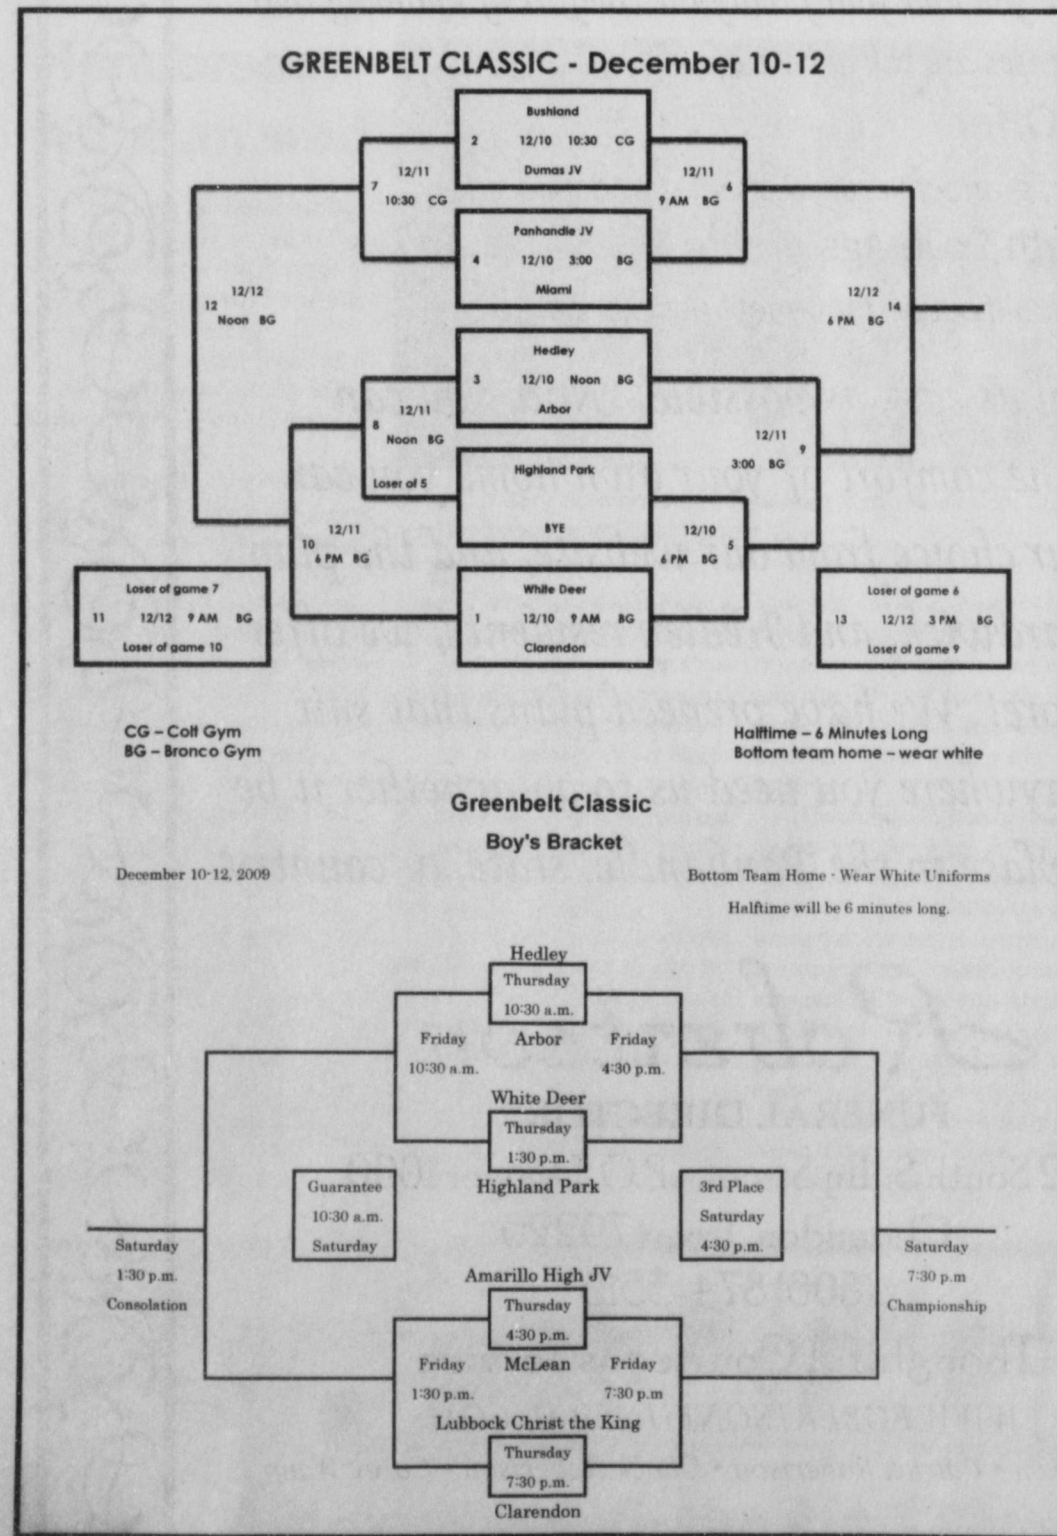 GREENBELT CLASSIC - December 10-12
Bushland
2 12/10 10:30 CG
Dumas JV
12/11
7
10:30 CG
12/11
6
9 AM BG
Panhandle JV
4 12/10 3:00 BG
Miami
12/12
12
Noon BG
12/12
14
6 PM BG
Hedley
3 12/10 Noon BG
Arbor
12/11
8
Noon BG
Loser of 5
12/11
9
3:00 BG
Highland Park
BYE
12/11
10
6 PM BG
12/10
5
6 PM BG
White Deer
1 12/10 9 AM BG
Clarendon
Loser of game 7
11 12/12 9 AM BG
Loser of game 10
Loser of game 6
13 12/12 3 PM BG
Loser of game 9
CG – Colt Gym
BG – Bronco Gym
Halftime – 6 Minutes Long
Bottom team home – wear white
Greenbelt Classic
Boy's Bracket
December 10-12, 2009
Bottom Team Home - Wear White Uniforms
Halftime will be 6 minutes long.
Hedley
Thursday
10:30 a.m.
Arbor
Friday
10:30 a.m.
Friday
4:30 p.m.
White Deer
Thursday
1:30 p.m.
Highland Park
Guarantee
10:30 a.m.
Saturday
3rd Place
Saturday
4:30 p.m.
Saturday
1:30 p.m.
Consolation
Saturday
7:30 p.m
Championship
Amarillo High JV
Thursday
4:30 p.m.
McLean
Friday
1:30 p.m.
Friday
7:30 p.m
Lubbock Christ the King
Thursday
7:30 p.m.
Clarendon